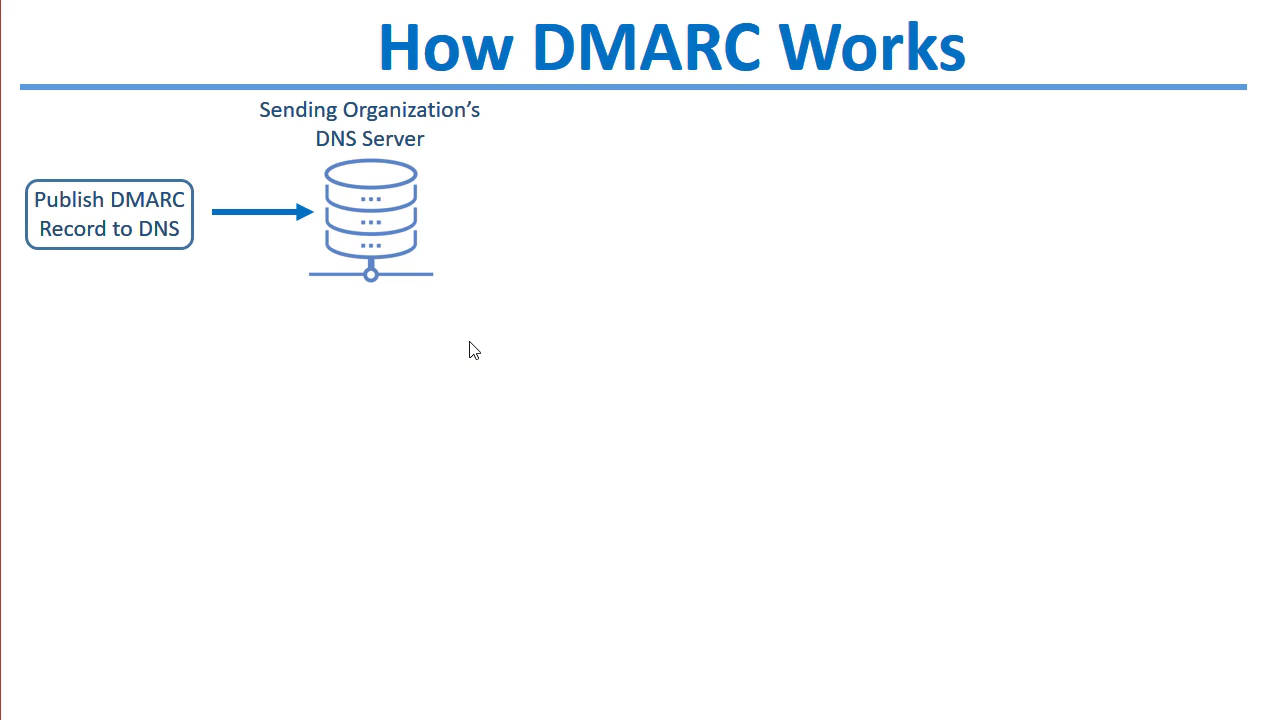 How DMARC Works
Sending Organization’s
DNS Server
Publish DMARC
Record to DNS